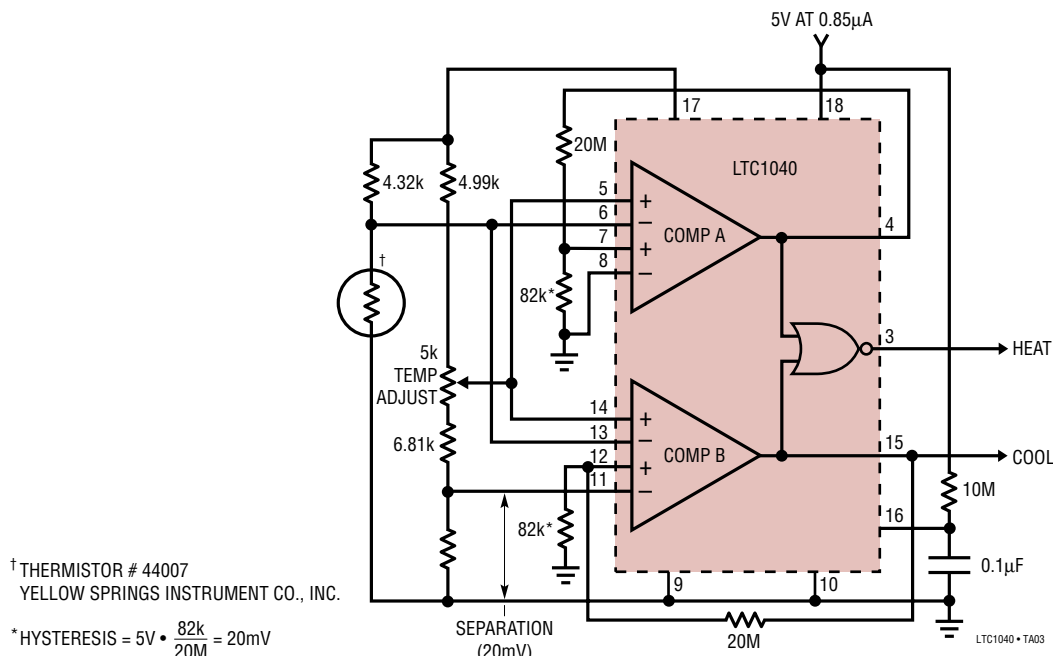 5V AT 0.85µA
17
18
20M
LTC1040
4.32k
4.99k
5
+
6
−
COMP A
4
7
+
8
−
†
82k*
3
HEAT
5k
TEMP
ADJUST
14
+
13
−
6.81k
12
+
COMP B
15
COOL
11
−
10M
82k*
16
0.1µF
† THERMISTOR # 44007
YELLOW SPRINGS INSTRUMENT CO., INC.
9
10
SEPARATION
(20mV)
20M
*HYSTERESIS = 5V • 82k/20M = 20mV
LTC1040 • TA03